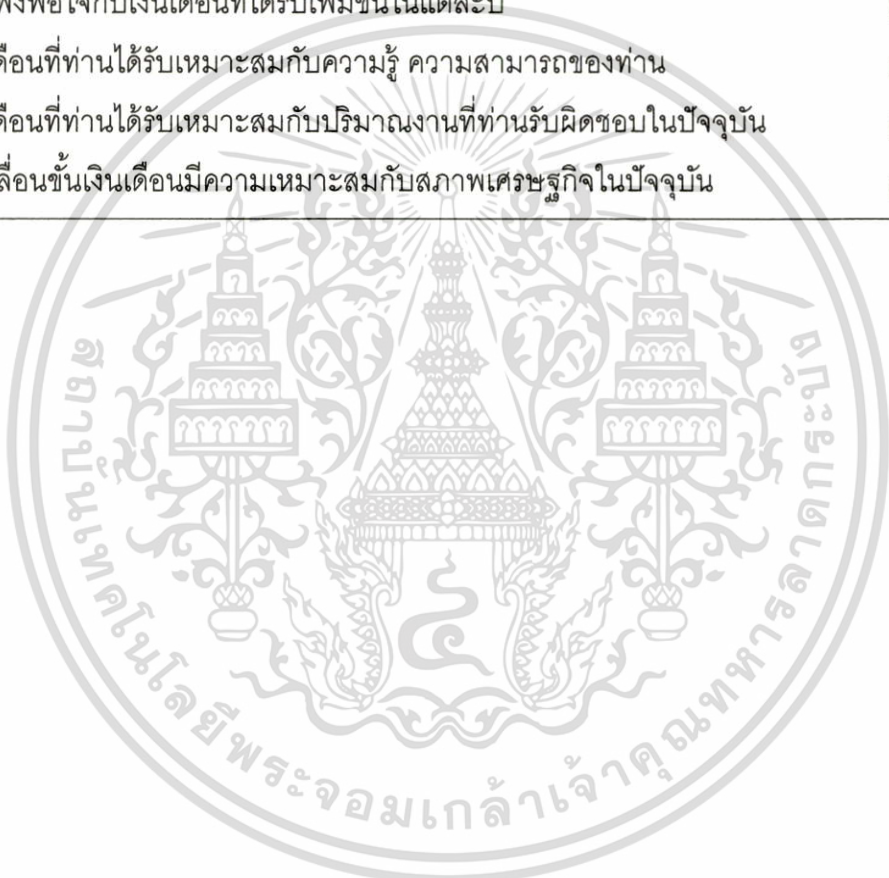 พึงพอใจกับเงินเดือนที่ได้รับเพิ่มขึ้นในแต่ละปี
ดือนที่ท่านได้รับเหมาะสมกับความรู้ ความสามารถของท่าน
ดือนที่ท่านได้รับเหมาะสมกับปริมาณงานที่ท่านรับผิดชอบในปัจจุบัน
ลื่อนขั้นเงินเดือนมีความเหมาะสมกับสภาพเศรษฐกิจในปัจจุบัน
สถาบันเทคโนโลยีพระจอมเกล้าเจ้าคุณทหารลาดกระบัง
๔